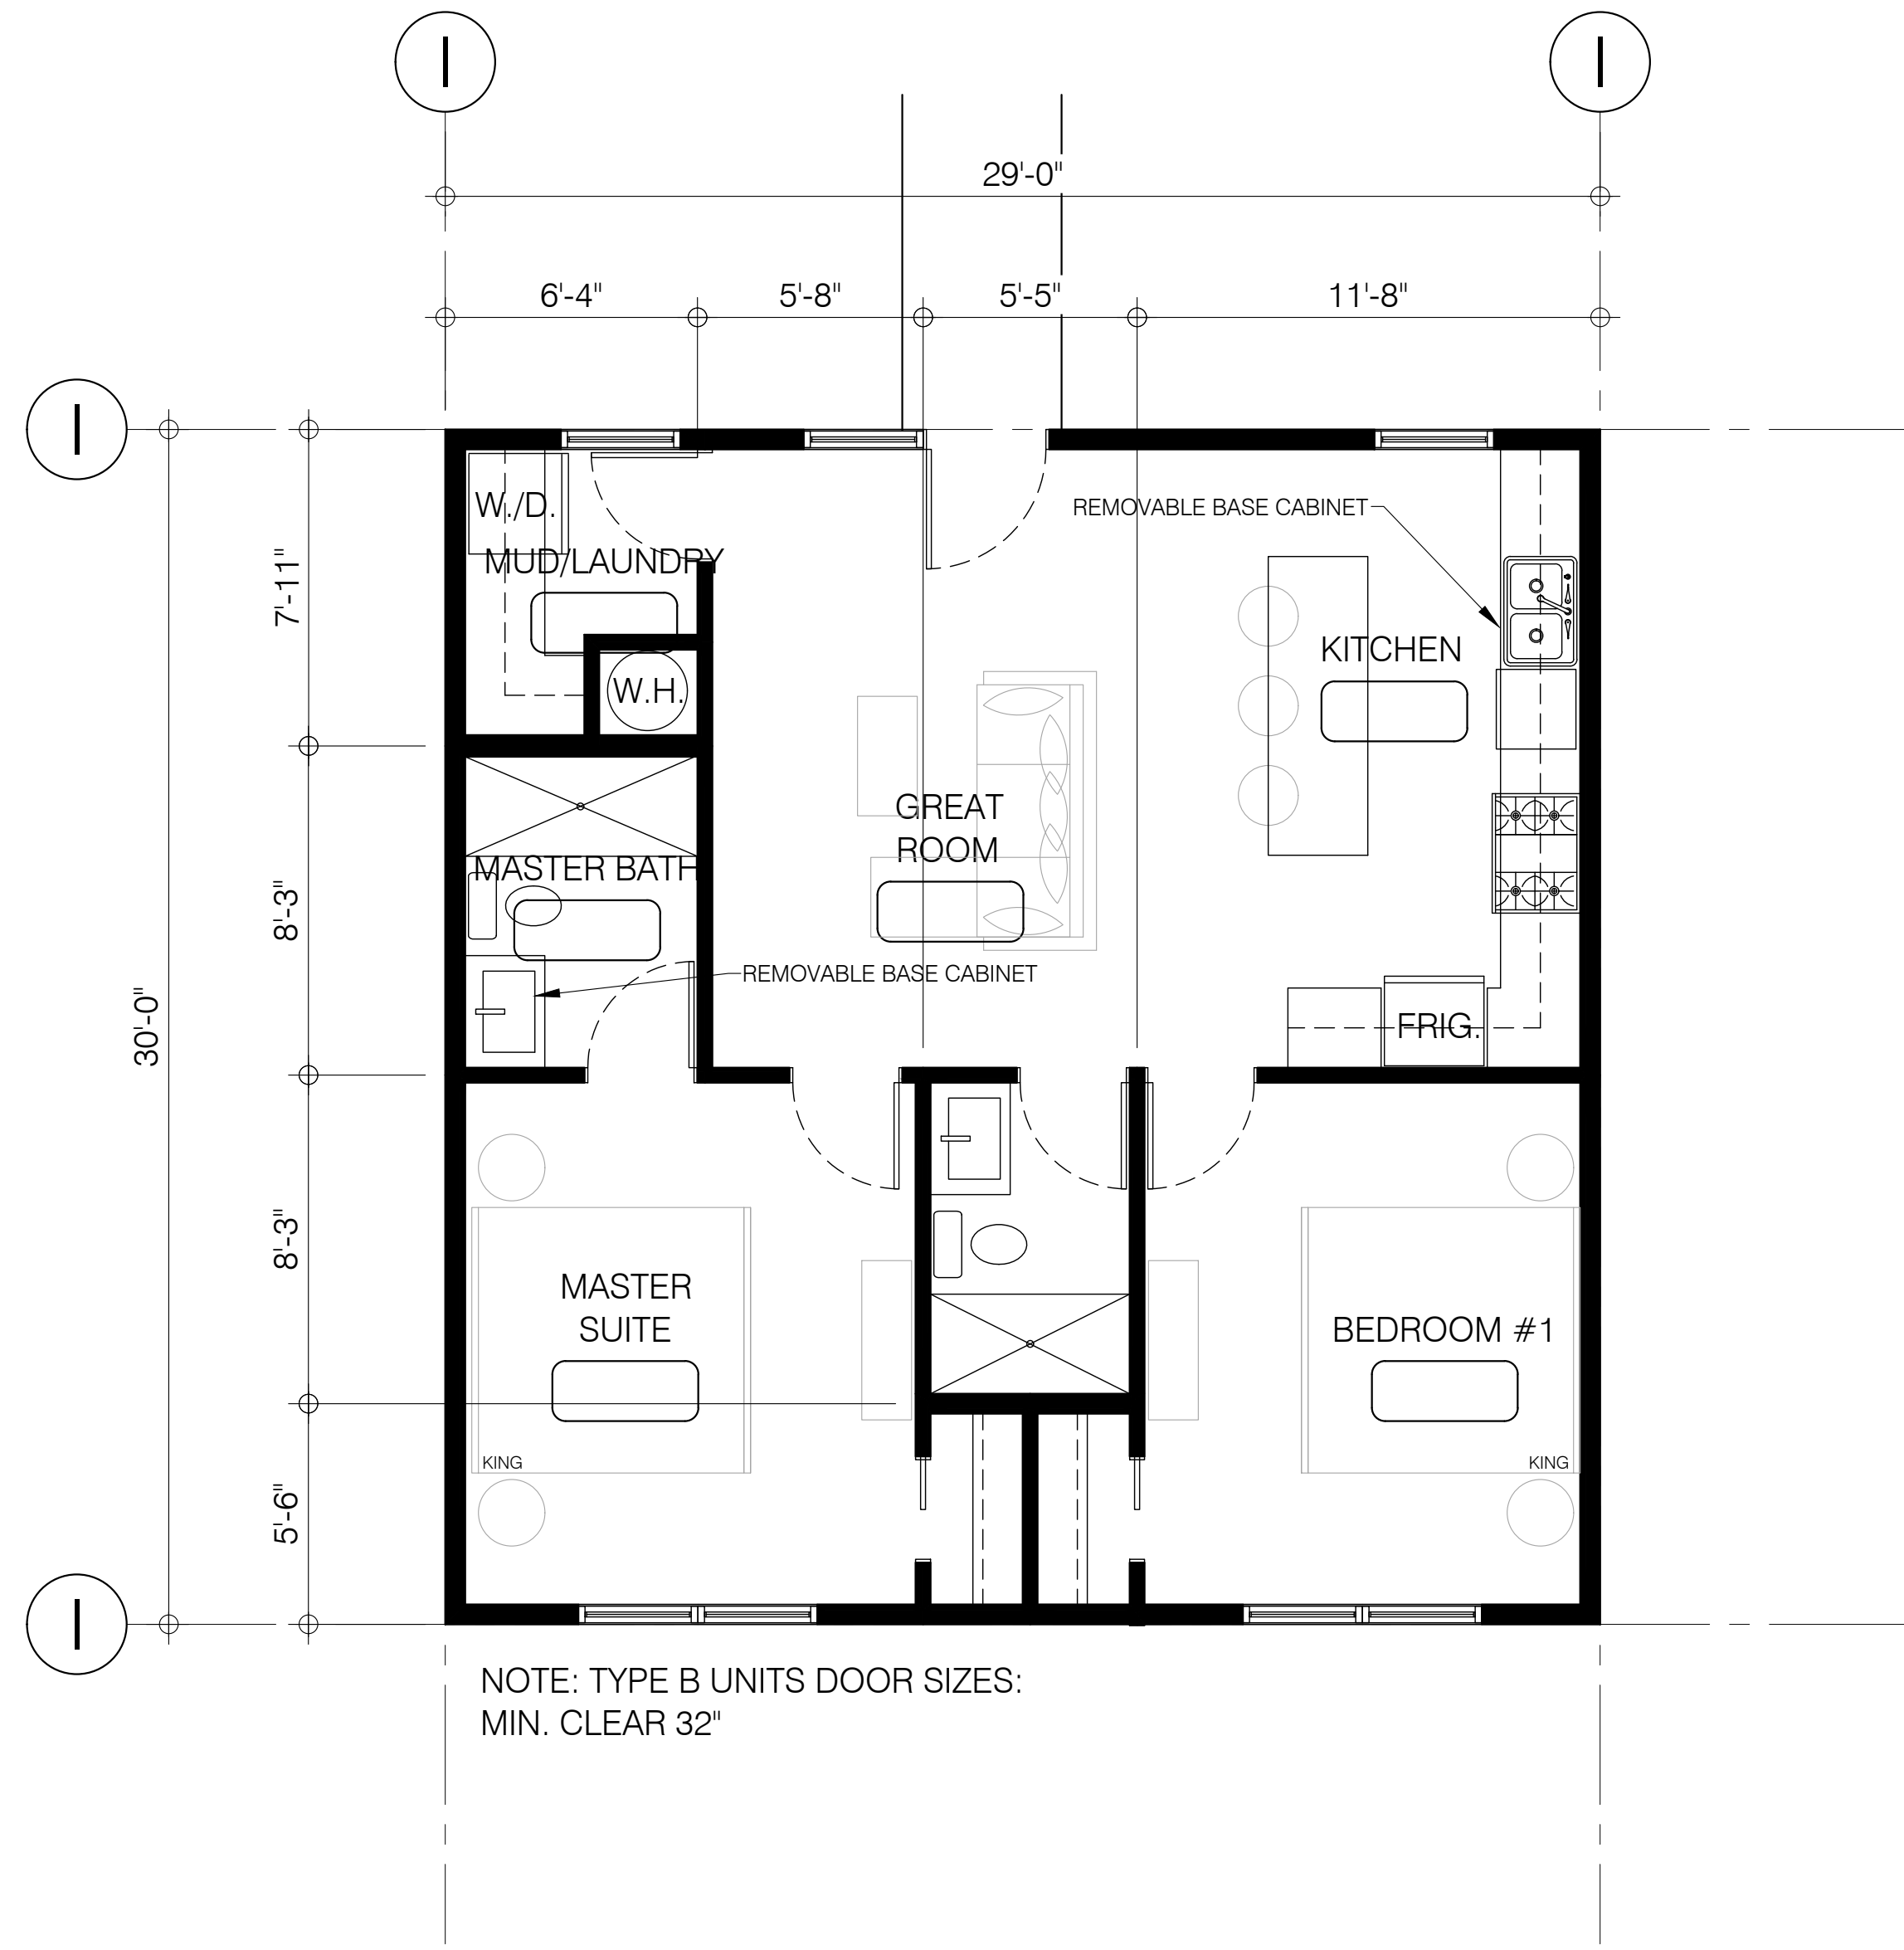 I
I
29'-0"
6'-4"
5'-8"
5'-5"
11'-8"
I
W./D.
REMOVABLE BASE CABINET
MUD/LAUNDRY
7'-11"
KITCHEN
W.H.
GREAT
ROOM
MASTER BATH
8'-3"
REMOVABLE BASE CABINET
30'-0"
FRIG.
8'-3"
MASTER
SUITE
BEDROOM #1
KING
KING
5'-6"
I
NOTE: TYPE B UNITS DOOR SIZES:
MIN. CLEAR 32"